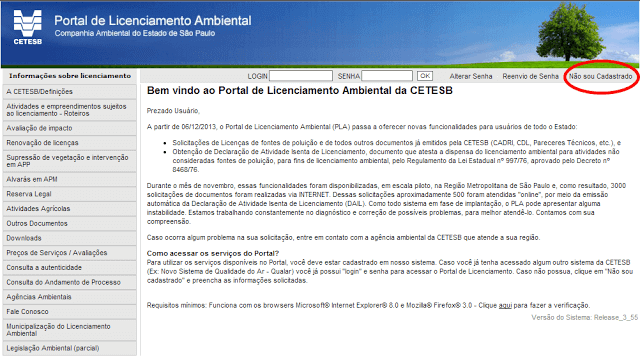 Portal de Licenciamento Ambiental
Companhia Ambiental do Estado de São Paulo
CETESB
Informações sobre licenciamento
LOGIN SENHA OK Alterar Senha Reenvio de Senha Não sou Cadastrado
A CETESB/Definições
Atividades e empreendimentos sujeitos
ao licenciamento - Roteiros
Avaliação de impacto
Renovação de licenças
Supressão de vegetação e intervenção
em APP
Alvarás em APM
Reserva Legal
Atividades Agrícolas
Outros Documentos
Downloads
Preços de Serviços / Avaliações
Consulta a autenticidade
Consulta do Andamento de Processo
Agências Ambientais
Fale Conosco
Municipalização do Licenciamento
Ambiental
Legislação Ambiental (parcial)
Bem vindo ao Portal de Licenciamento Ambiental da CETESB
Prezado Usuário,
A partir de 06/12/2013, o Portal de Licenciamento Ambiental (PLA) passa a oferecer novas funcionalidades para usuários de todo o Estado:
• Solicitações de Licenças de fontes de poluição e de todos outros documentos já emitidos pela CETESB (CADRI, CDL, Pareceres Técnicos, etc.), e
• Obtenção de Declaração de Atividade Isenta de Licenciamento, documento que atesta a dispensa do licenciamento ambiental para atividades não
consideradas fontes de poluição, para fins de licenciamento ambiental, pelo Regulamento da Lei Estadual nº 997/76, aprovado pelo Decreto nº
8468/76.
Durante o mês de novembro, essas funcionalidades foram disponibilizadas, em escala piloto, na Região Metropolitana de São Paulo e, como resultado, 3000
solicitações de documentos foram realizadas via INTERNET. Dessas solicitações aproximadamente 500 foram atendidas "online", por meio da emissão
automática da Declaração de Atividade Isenta de Licenciamento (DAIL). Como todo sistema em fase de implantação, o PLA pode apresentar alguma
instabilidade. Estamos trabalhando constantemente no diagnóstico e correção de possíveis problemas, para melhor atendê-lo. Contamos com sua
compreensão.
Caso ocorra algum problema na sua solicitação, entre em contato com a agência ambiental da CETESB que atende a sua região.
Como acessar os serviços do Portal?
Para utilizar os serviços disponíveis no Portal, você deve estar cadastrado em nosso sistema. Caso você já tenha acessado algum outro sistema da CETESB
(Ex: Novo Sistema de Qualidade do Ar - Qualar) você já possui "login" e senha para acessar o Portal de Licenciamento. Caso não possua, clique em "Não sou
cadastrado" e preencha as informações solicitadas.
Requisitos mínimos. Funciona com os browsers Microsoft® Internet Explorer® 8.0 e Mozilla® Firefox® 3.0 - Clique aqui para fazer a verificação.
Versão do Sistema: Release_3_55